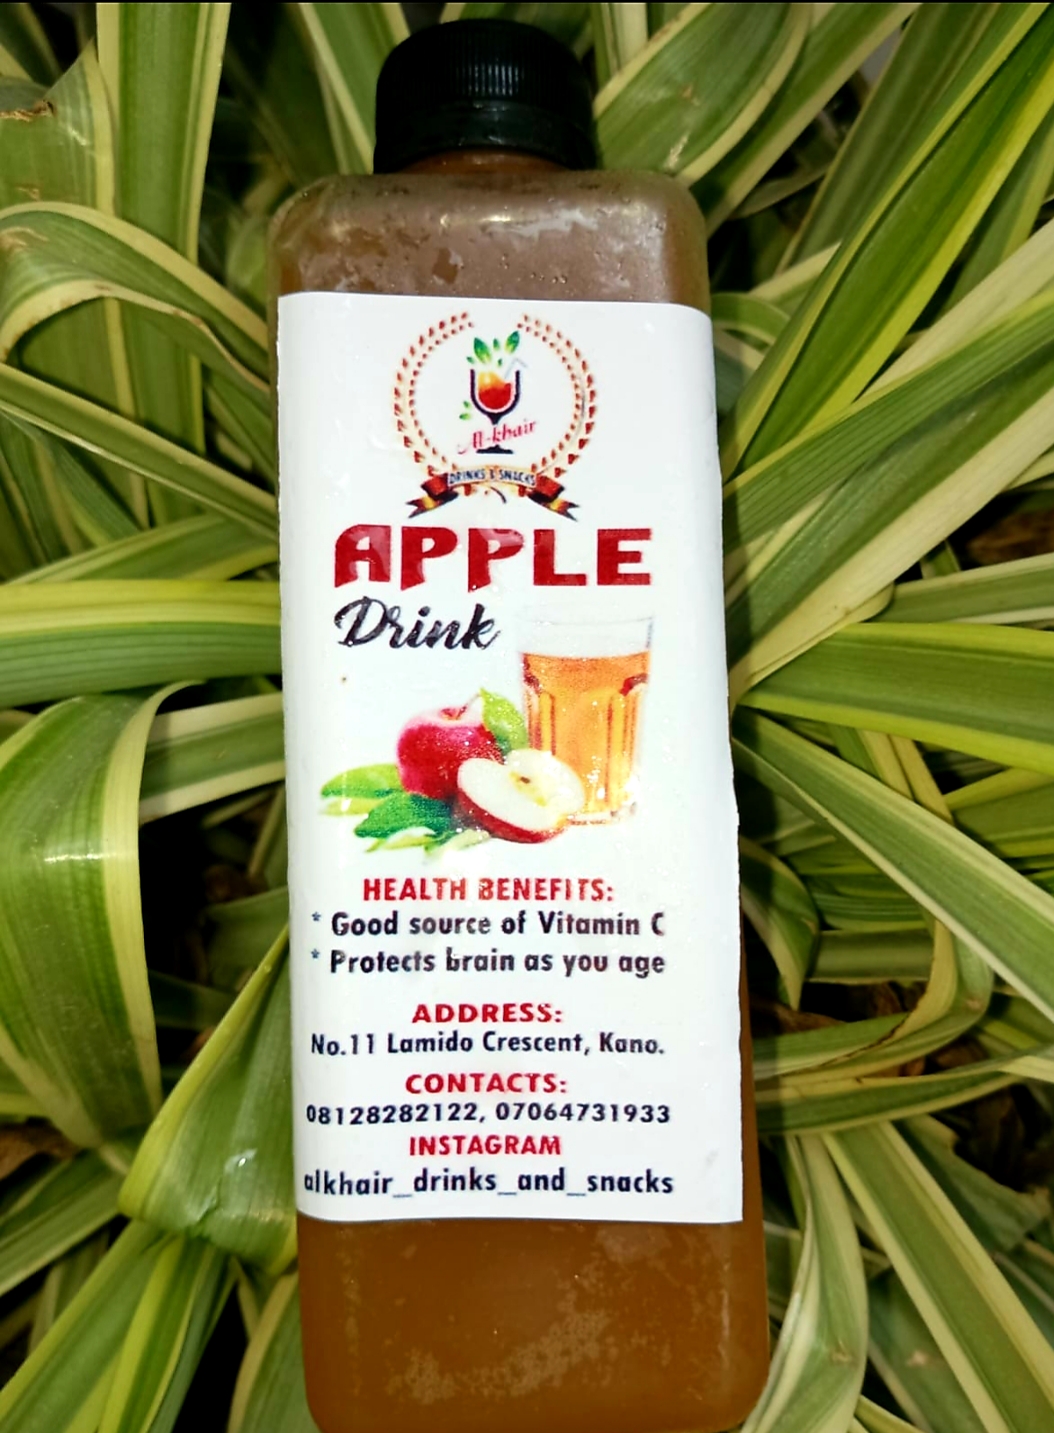 Al-khair
DRINKS & SNACKS
APPLE
Drink
HEALTH BENEFITS:
* Good source of Vitamin C
* Protects brain as you age
ADDRESS:
No.11 Lamido Crescent, Kano.
CONTACTS:
08128282122, 07064731933
INSTAGRAM
alkhair_drinks_and_snacks